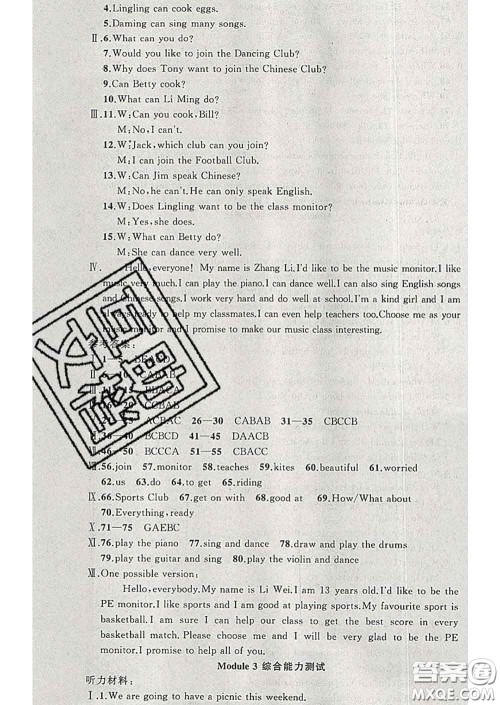 4.Lingling can cook eggs.
5.Daming can sing many songs.
Ⅱ.6.What can you do?
7.Would you like to join the Dancing Club?
8.Why does Tony want to join the Chinese Club?
9.Can Betty cook?
10.What can Li Ming do?
Ⅲ.11.W:Can you cook,Bill?
M:No,I can't.
12.W:Jack,which club can you join?
M:I can join the Football Club.
13.W:Can Jim speak Chinese?
M:No,he can't.He can only speak English.
14.W:Does Lingling want to be the class monitor?
M:Yes,she does.
15.W:What can Betty do?
M:She can dance very well.
Ⅳ. Hello,everyone! My name is Zhang Li.I'd like to be the music monitor.I like
music very much.I can play the piano.I can dance well.I can also sing English songs
and Chinese songs.I work very hard and do well at school.I'm a kind girl and I am
always ready to help my classmates.I can even help teachers too.Choose me as your
music monitor and I promise to make our music class interesting.
参考答案:
Ⅰ.1—5
CBBAB
ACBAC 26—30 CABAB 31—35 CBCCB
36—40 BCBCD 41—45 DAACB
46—50 BCCCA 51—55 BCACB
56.join 57.monitor 58.teaches 59.kites 60.beautiful 61.worried
62.us 63.do 64.to get 65.riding
Ⅸ.66.Sports Club 67.get on with 68.good at 69.How/What about
70.Everything,ready
Ⅹ.71—75 GAEBC
Ⅺ.76.play the piano 77.sing and dance 78.draw and play the drums
79.play the guitar and sing 80.play the violin and dance
Ⅻ.One possible version:
Hello,everybody.My name is Li Wei.I am 13 years old.I'd like to be the
PE monitor.I like sports and I am good at playing sports.My favourite sport is
basketball.I am sure I can help our class to get the best score in every
basketball match. Please choose me and I will be very glad to be the PE
monitor.I promise to help all of you.
Module 3 综合能力测试
听力材料:
Ⅰ.1.We are going to have a picnic this weekend.
答案圈
MXQE.COM